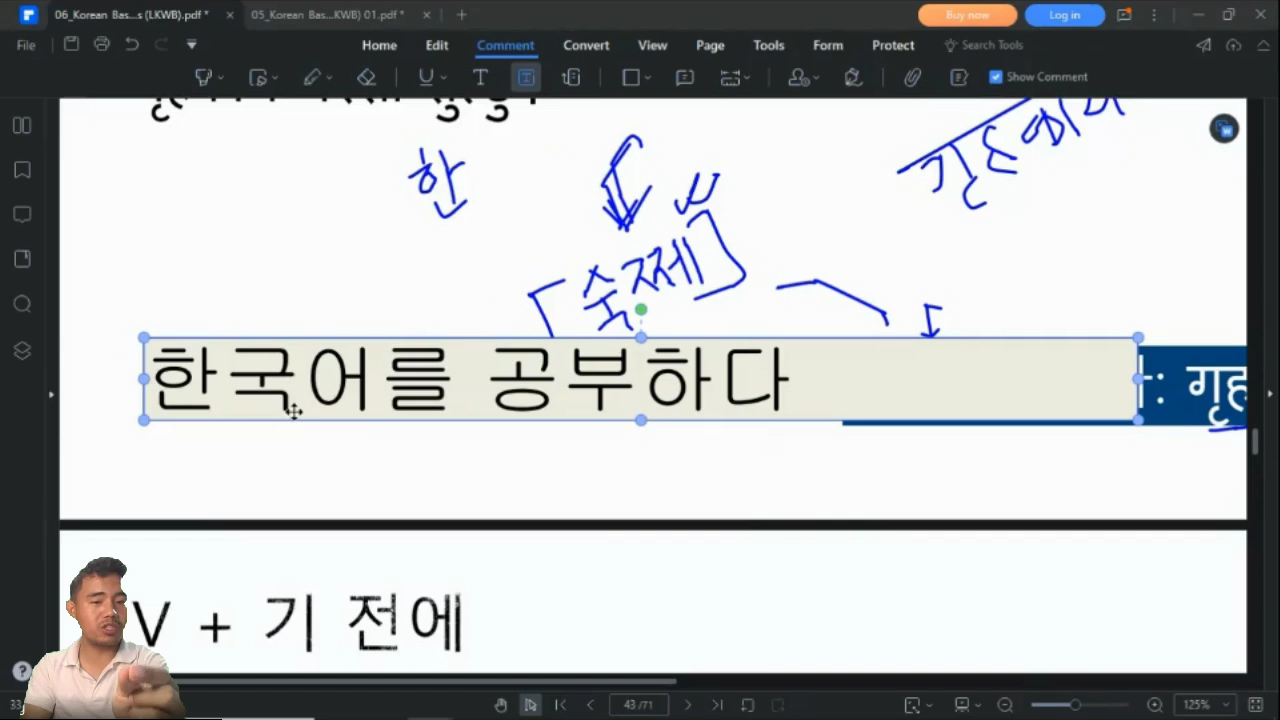 06_Korean Bas...s (LKWB).pdf *
05_Korean Bas...KWB) 01.pdf *
Buy now
Log in
File
Home
Edit
Comment
Convert
View
Page
Tools
Form
Protect
Search Tools
Show Comment
한
[숙제]
한국어를 공부하다
: गृह
V + 기 전에
33
43/71
125%